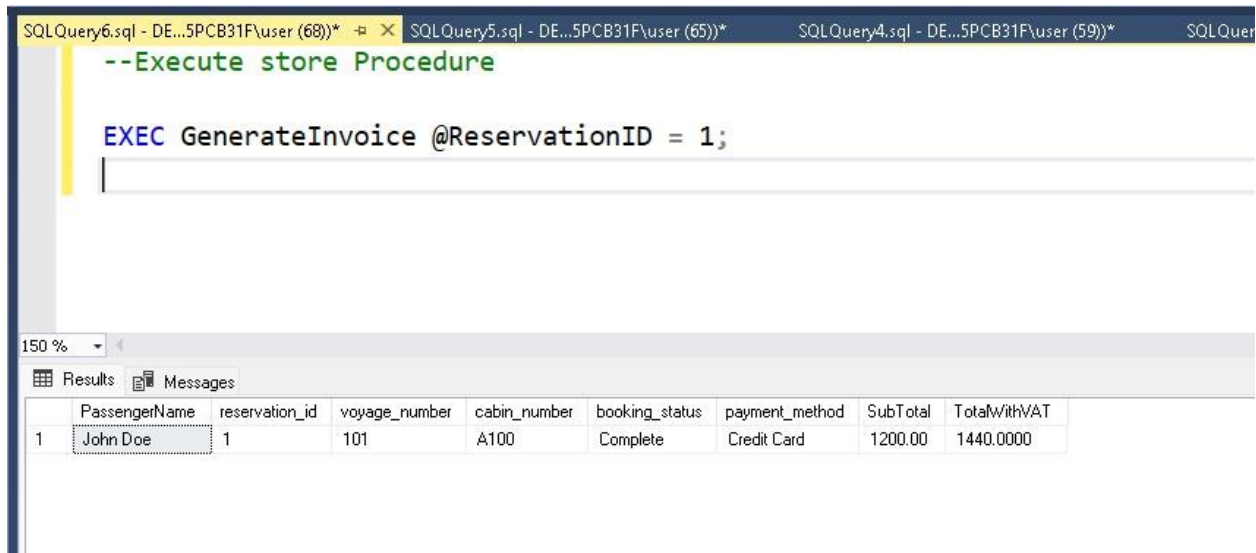 SQLQuery6.sql - DE...5PCB31F\user (68))* SQLQuery5.sql - DE...5PCB31F\user (65))* SQLQuery4.sql - DE...5PCB31F\user (59))* SQLQuer
--Execute store Procedure
EXEC GenerateInvoice @ReservationID = 1;
150 %
Results Messages
PassengerName reservation_id voyage_number cabin_number booking_status payment_method SubTotal TotalWithVAT
1 John Doe 1 101 A100 Complete Credit Card 1200.00 1440.0000